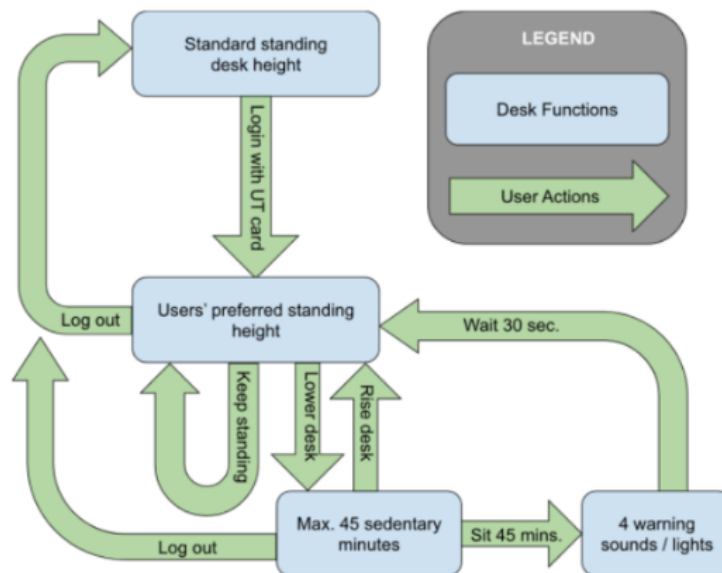 Standard standing
desk height
LEGEND
Desk Functions
User Actions
Login with UT card
Users' preferred standing
height
Log out
Wait 30 sec.
Keep standing
Lower desk
Rise desk
Max. 45 sedentary
minutes
Log out
Sit 45 mins.
4 warning
sounds / lights